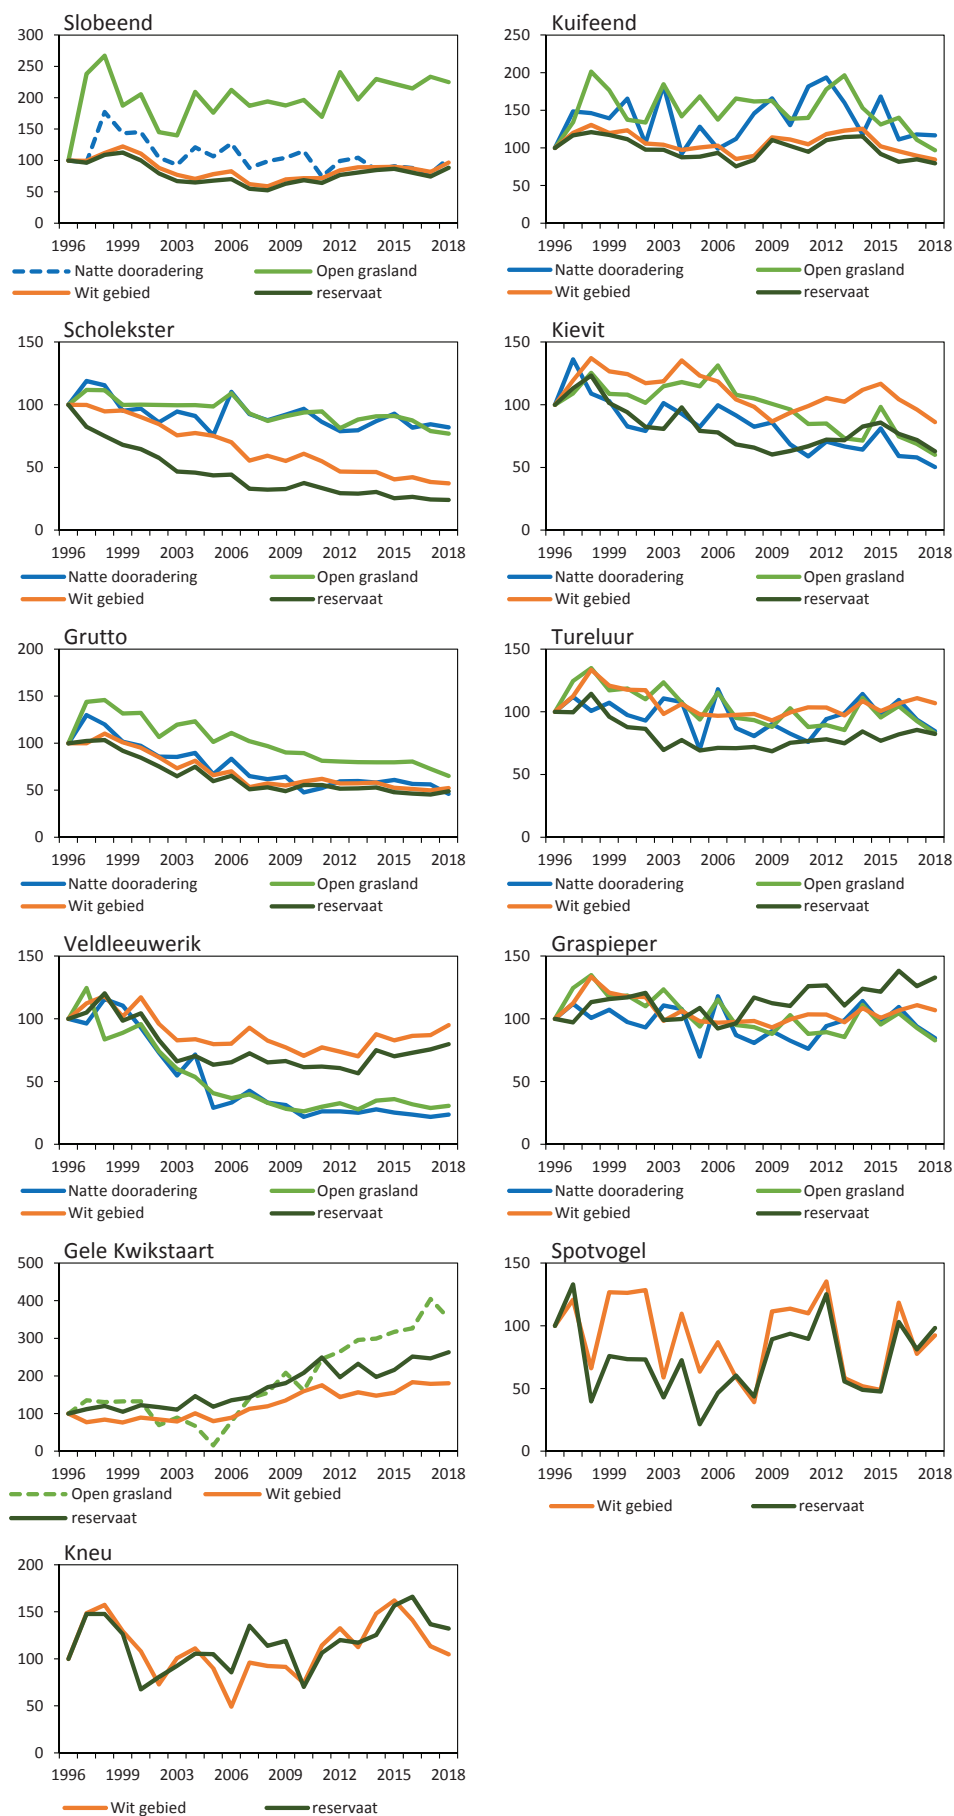 Slobeend
300
250
200
150
100
50
0
1996 1999 2003 2006 2009 2012 2015 2018
Natte dooradering Open grasland
Wit gebied reservaat
Kuifeend
250
200
150
100
50
0
1996 1999 2003 2006 2009 2012 2015 2018
Natte dooradering Open grasland
Wit gebied reservaat
Scholekster
150
100
50
0
1996 1999 2003 2006 2009 2012 2015 2018
Natte dooradering Open grasland
Wit gebied reservaat
Kievit
150
100
50
0
1996 1999 2003 2006 2009 2012 2015 2018
Natte dooradering Open grasland
Wit gebied reservaat
Grutto
200
150
100
50
0
1996 1999 2003 2006 2009 2012 2015 2018
Natte dooradering Open grasland
Wit gebied reservaat
Tureluur
150
100
50
0
1996 1999 2003 2006 2009 2012 2015 2018
Natte dooradering Open grasland
Wit gebied reservaat
Veldleeuwerik
150
100
50
0
1996 1999 2003 2006 2009 2012 2015 2018
Natte dooradering Open grasland
Wit gebied reservaat
Graspieper
150
100
50
0
1996 1999 2003 2006 2009 2012 2015 2018
Natte dooradering Open grasland
Wit gebied reservaat
Gele Kwikstaart
500
400
300
200
100
0
1996 1999 2003 2006 2009 2012 2015 2018
Open grasland Wit gebied
reservaat
Spotvogel
150
100
50
0
1996 1999 2003 2006 2009 2012 2015 2018
Wit gebied reservaat
Kneu
200
150
100
50
0
1996 1999 2003 2006 2009 2012 2015 2018
Wit gebied reservaat